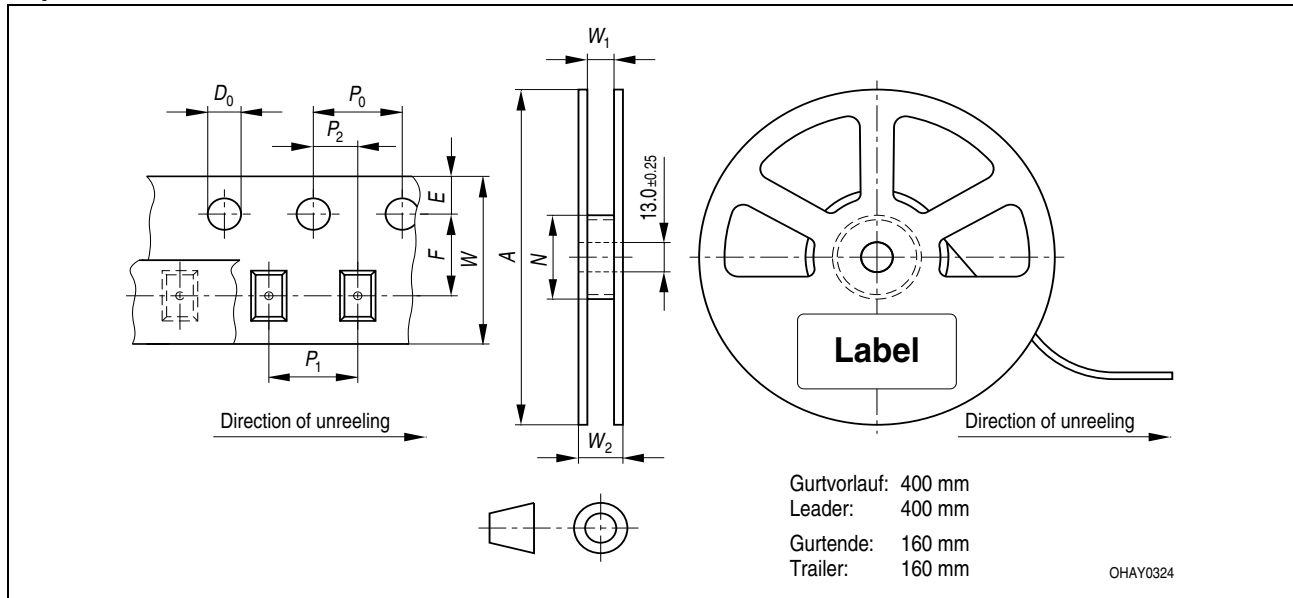 W₁
D₀
P₀
P₂
E
F
W
A
N
13.0±0.25
P₁
W₂
Label
Direction of unreeling
Direction of unreeling
Gurtvorlauf: 400 mm
Leader: 400 mm
Gurtende: 160 mm
Trailer: 160 mm
OHAY0324